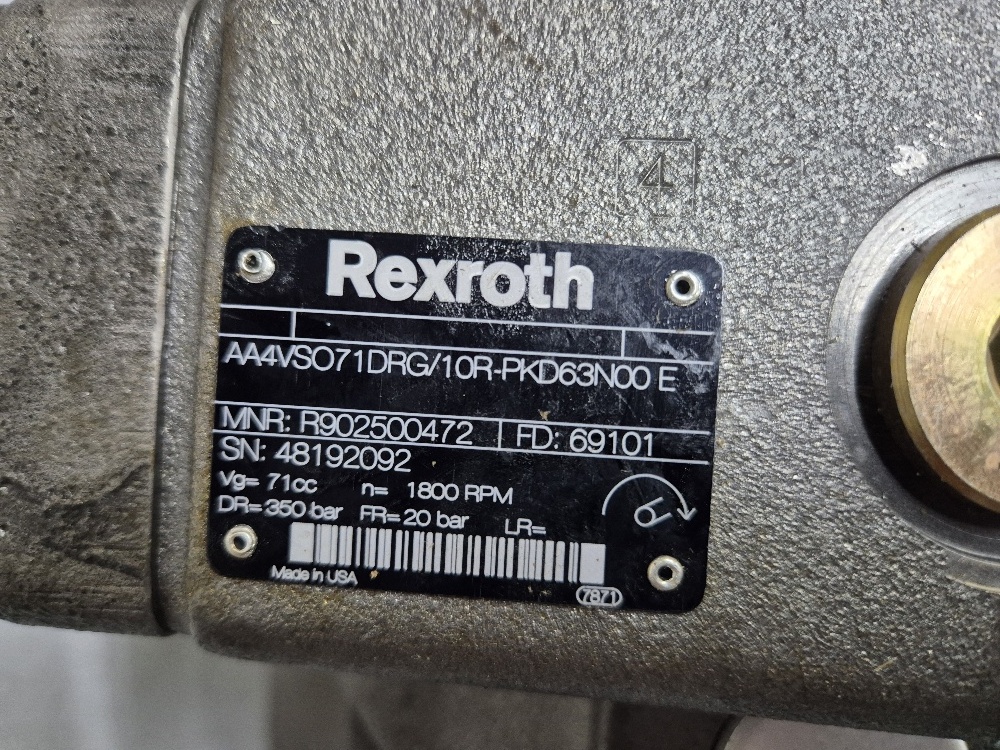 4
Rexroth
AA4VSO71DRG/10R-PKD63N00 E
MNR: R902500472 FD: 69101
SN: 48192092
Vg= 71cc n= 1800 RPM
DR= 350 bar FR= 20 bar LR=
Made in USA
7871